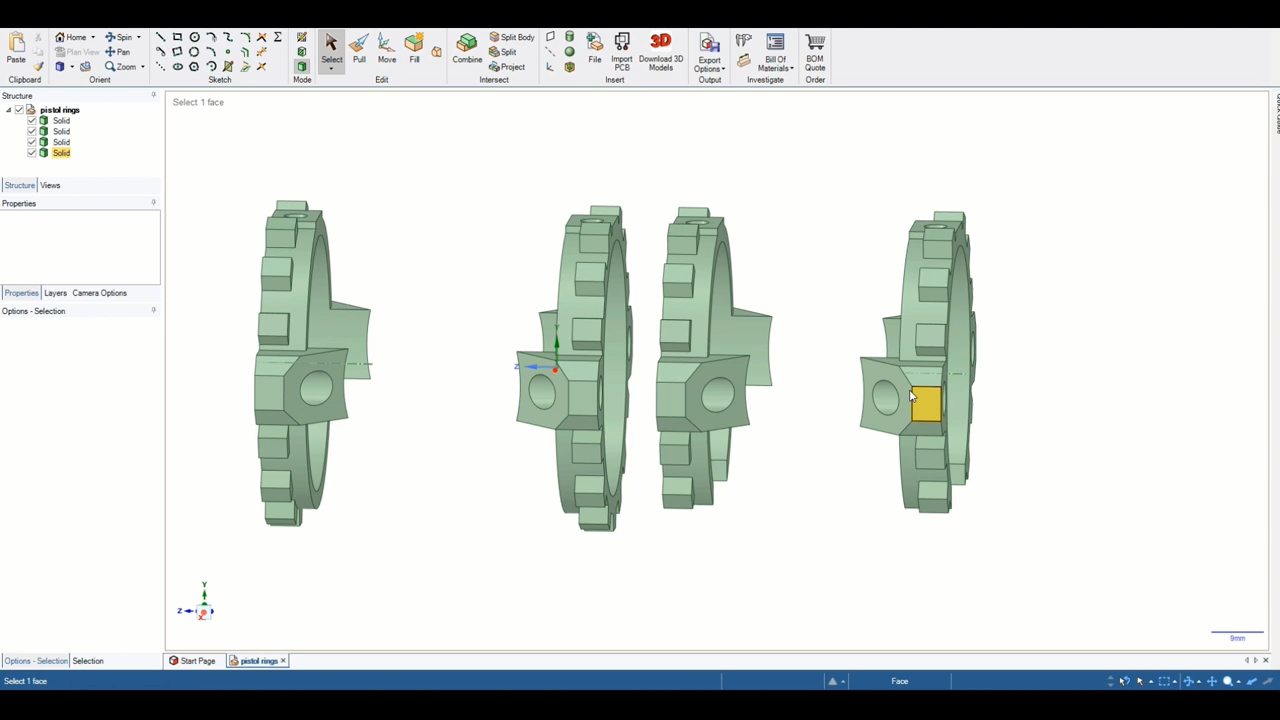 Home
Spin
Split Body
Plan View
Pan
Split
Zoom
Project
Paste
Select
Pull
Move
Fill
Combine
File
Import
PCB
Download 3D
Models
3D
Export
Options
Bill Of
Materials
BOM
Quote
Clipboard
Orient
Sketch
Mode
Edit
Intersect
Insert
Output
Investigate
Order
Structure
pistol rings
Solid
Solid
Solid
Solid
Structure
Views
Properties
Properties
Layers
Camera Options
Options - Selection
Select 1 face
Y
Z
Y
Z
X
9mm
Options - Selection
Selection
Start Page
pistol rings
Select 1 face
Face